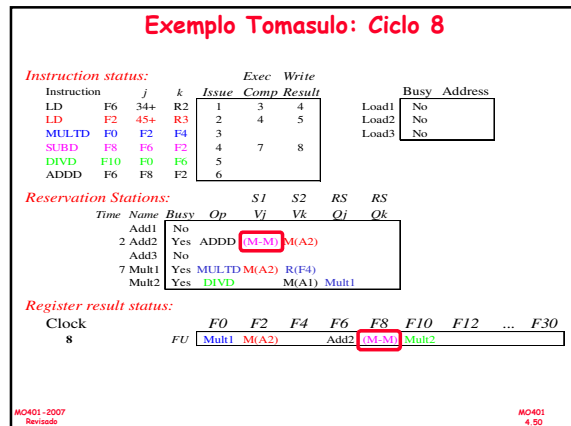 Exemplo Tomasulo: Ciclo 8
Instruction status: Exec Write
Instruction j k Issue Comp Result Busy Address
LD F6 34+ R2 1 3 4 Load1 No
LD F2 45+ R3 2 4 5 Load2 No
MULTD F0 F2 F4 3 Load3 No
SUBD F8 F6 F2 4 7 8
DIVD F10 F0 F6 5
ADDD F6 F8 F2 6
Reservation Stations: S1 S2 RS RS
Time Name Busy Op Vj Vk Qj Qk
Add1 No
2 Add2 Yes ADDD (M-M) M(A2)
Add3 No
7 Mult1 Yes MULTD M(A2) R(F4)
Mult2 Yes DIVD M(A1) Mult1
Register result status:
Clock F0 F2 F4 F6 F8 F10 F12 ... F30
8 FU Mult1 M(A2) Add2 (M-M) Mult2
MO401-2007 MO401
Revisado 4.50